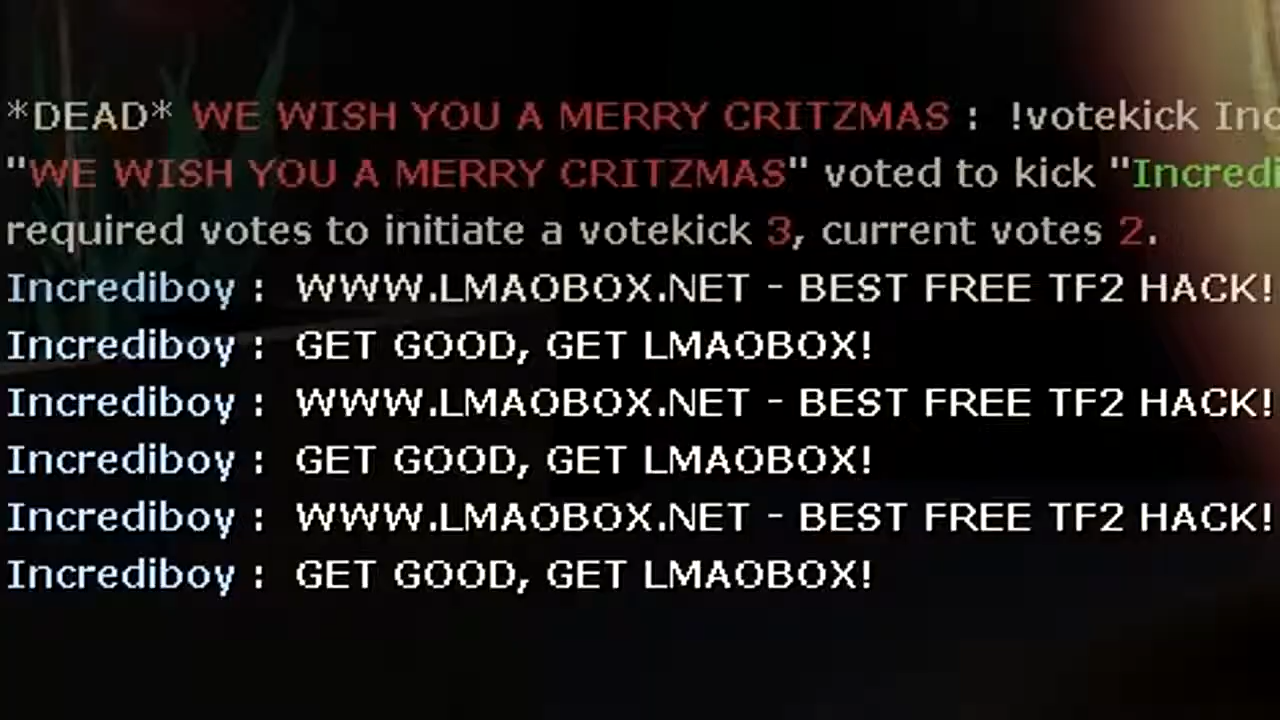 *DEAD* WE WISH YOU A MERRY CRITZMAS :  !votekick Inc
"WE WISH YOU A MERRY CRITZMAS" voted to kick "Incredi
required votes to initiate a votekick 3, current votes 2.
Incrediboy :  WWW.LMAOBOX.NET - BEST FREE TF2 HACK!
Incrediboy :  GET GOOD, GET LMAOBOX!
Incrediboy :  WWW.LMAOBOX.NET - BEST FREE TF2 HACK!
Incrediboy :  GET GOOD, GET LMAOBOX!
Incrediboy :  WWW.LMAOBOX.NET - BEST FREE TF2 HACK!
Incrediboy :  GET GOOD, GET LMAOBOX!